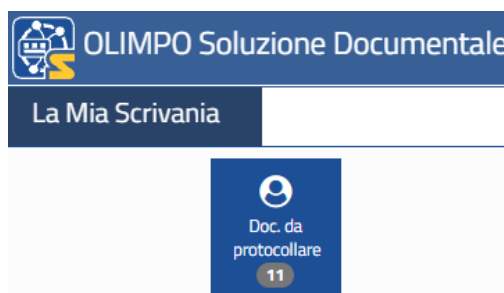 OLIMPO Soluzione Documentale
La Mia Scrivania
Doc. da
protocollare
11